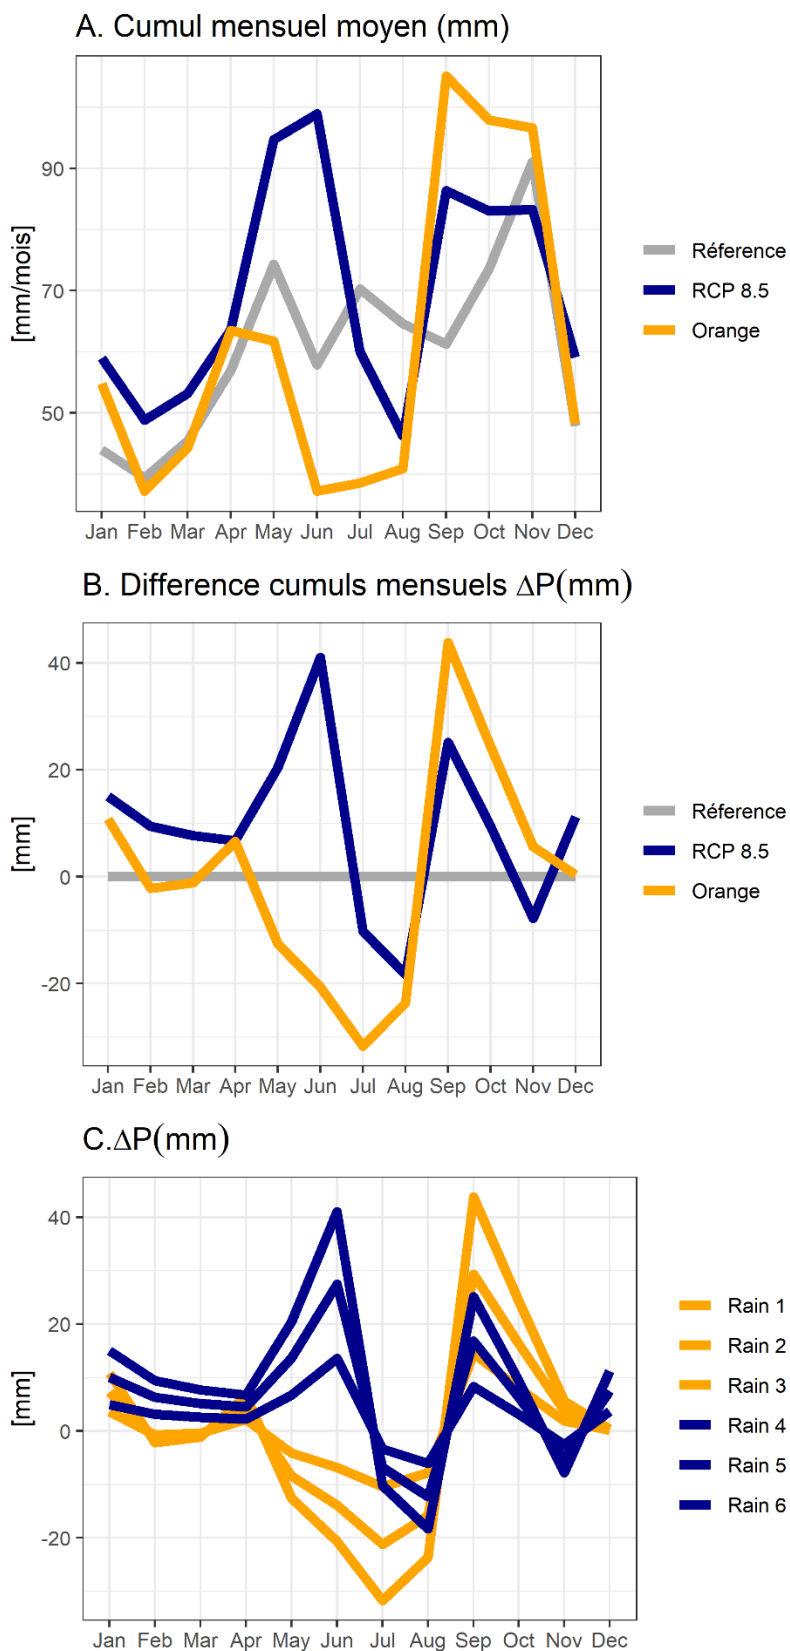 A. Cumul mensuel moyen (mm)
[mm/mois]
90
70
50
Jan Feb Mar Apr May Jun Jul Aug Sep Oct Nov Dec
Réference
RCP 8.5
Orange
B. Difference cumuls mensuels ΔP(mm)
[mm]
40
20
0
-20
Jan Feb Mar Apr May Jun Jul Aug Sep Oct Nov Dec
Réference
RCP 8.5
Orange
C.ΔP(mm)
[mm]
40
20
0
-20
Jan Feb Mar Apr May Jun Jul Aug Sep Oct Nov Dec
Rain 1
Rain 2
Rain 3
Rain 4
Rain 5
Rain 6